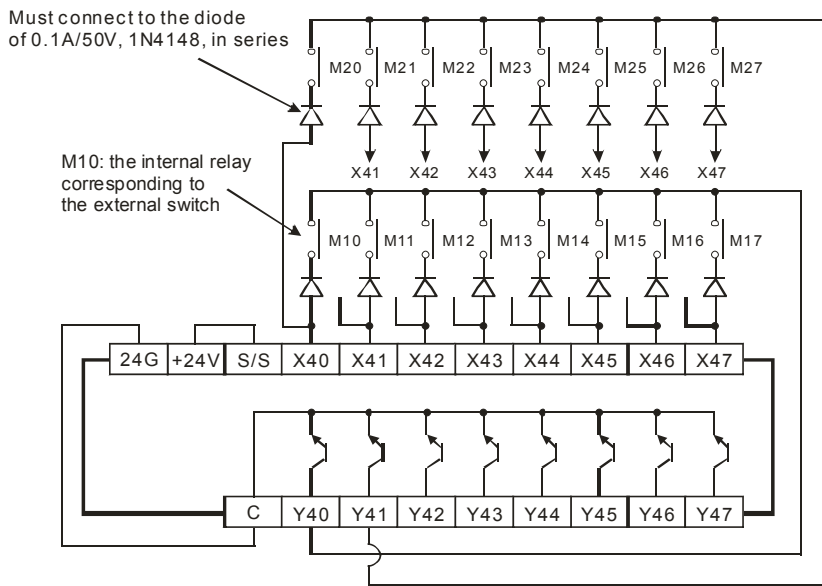 Must connect to the diode
of 0.1A/50V, 1N4148, in series
M20 M21 M22 M23 M24 M25 M26 M27
X41 X42 X43 X44 X45 X46 X47
M10: the internal relay
corresponding to
the external switch
M10 M11 M12 M13 M14 M15 M16 M17
24G +24V S/S X40 X41 X42 X43 X44 X45 X46 X47
C Y40 Y41 Y42 Y43 Y44 Y45 Y46 Y47